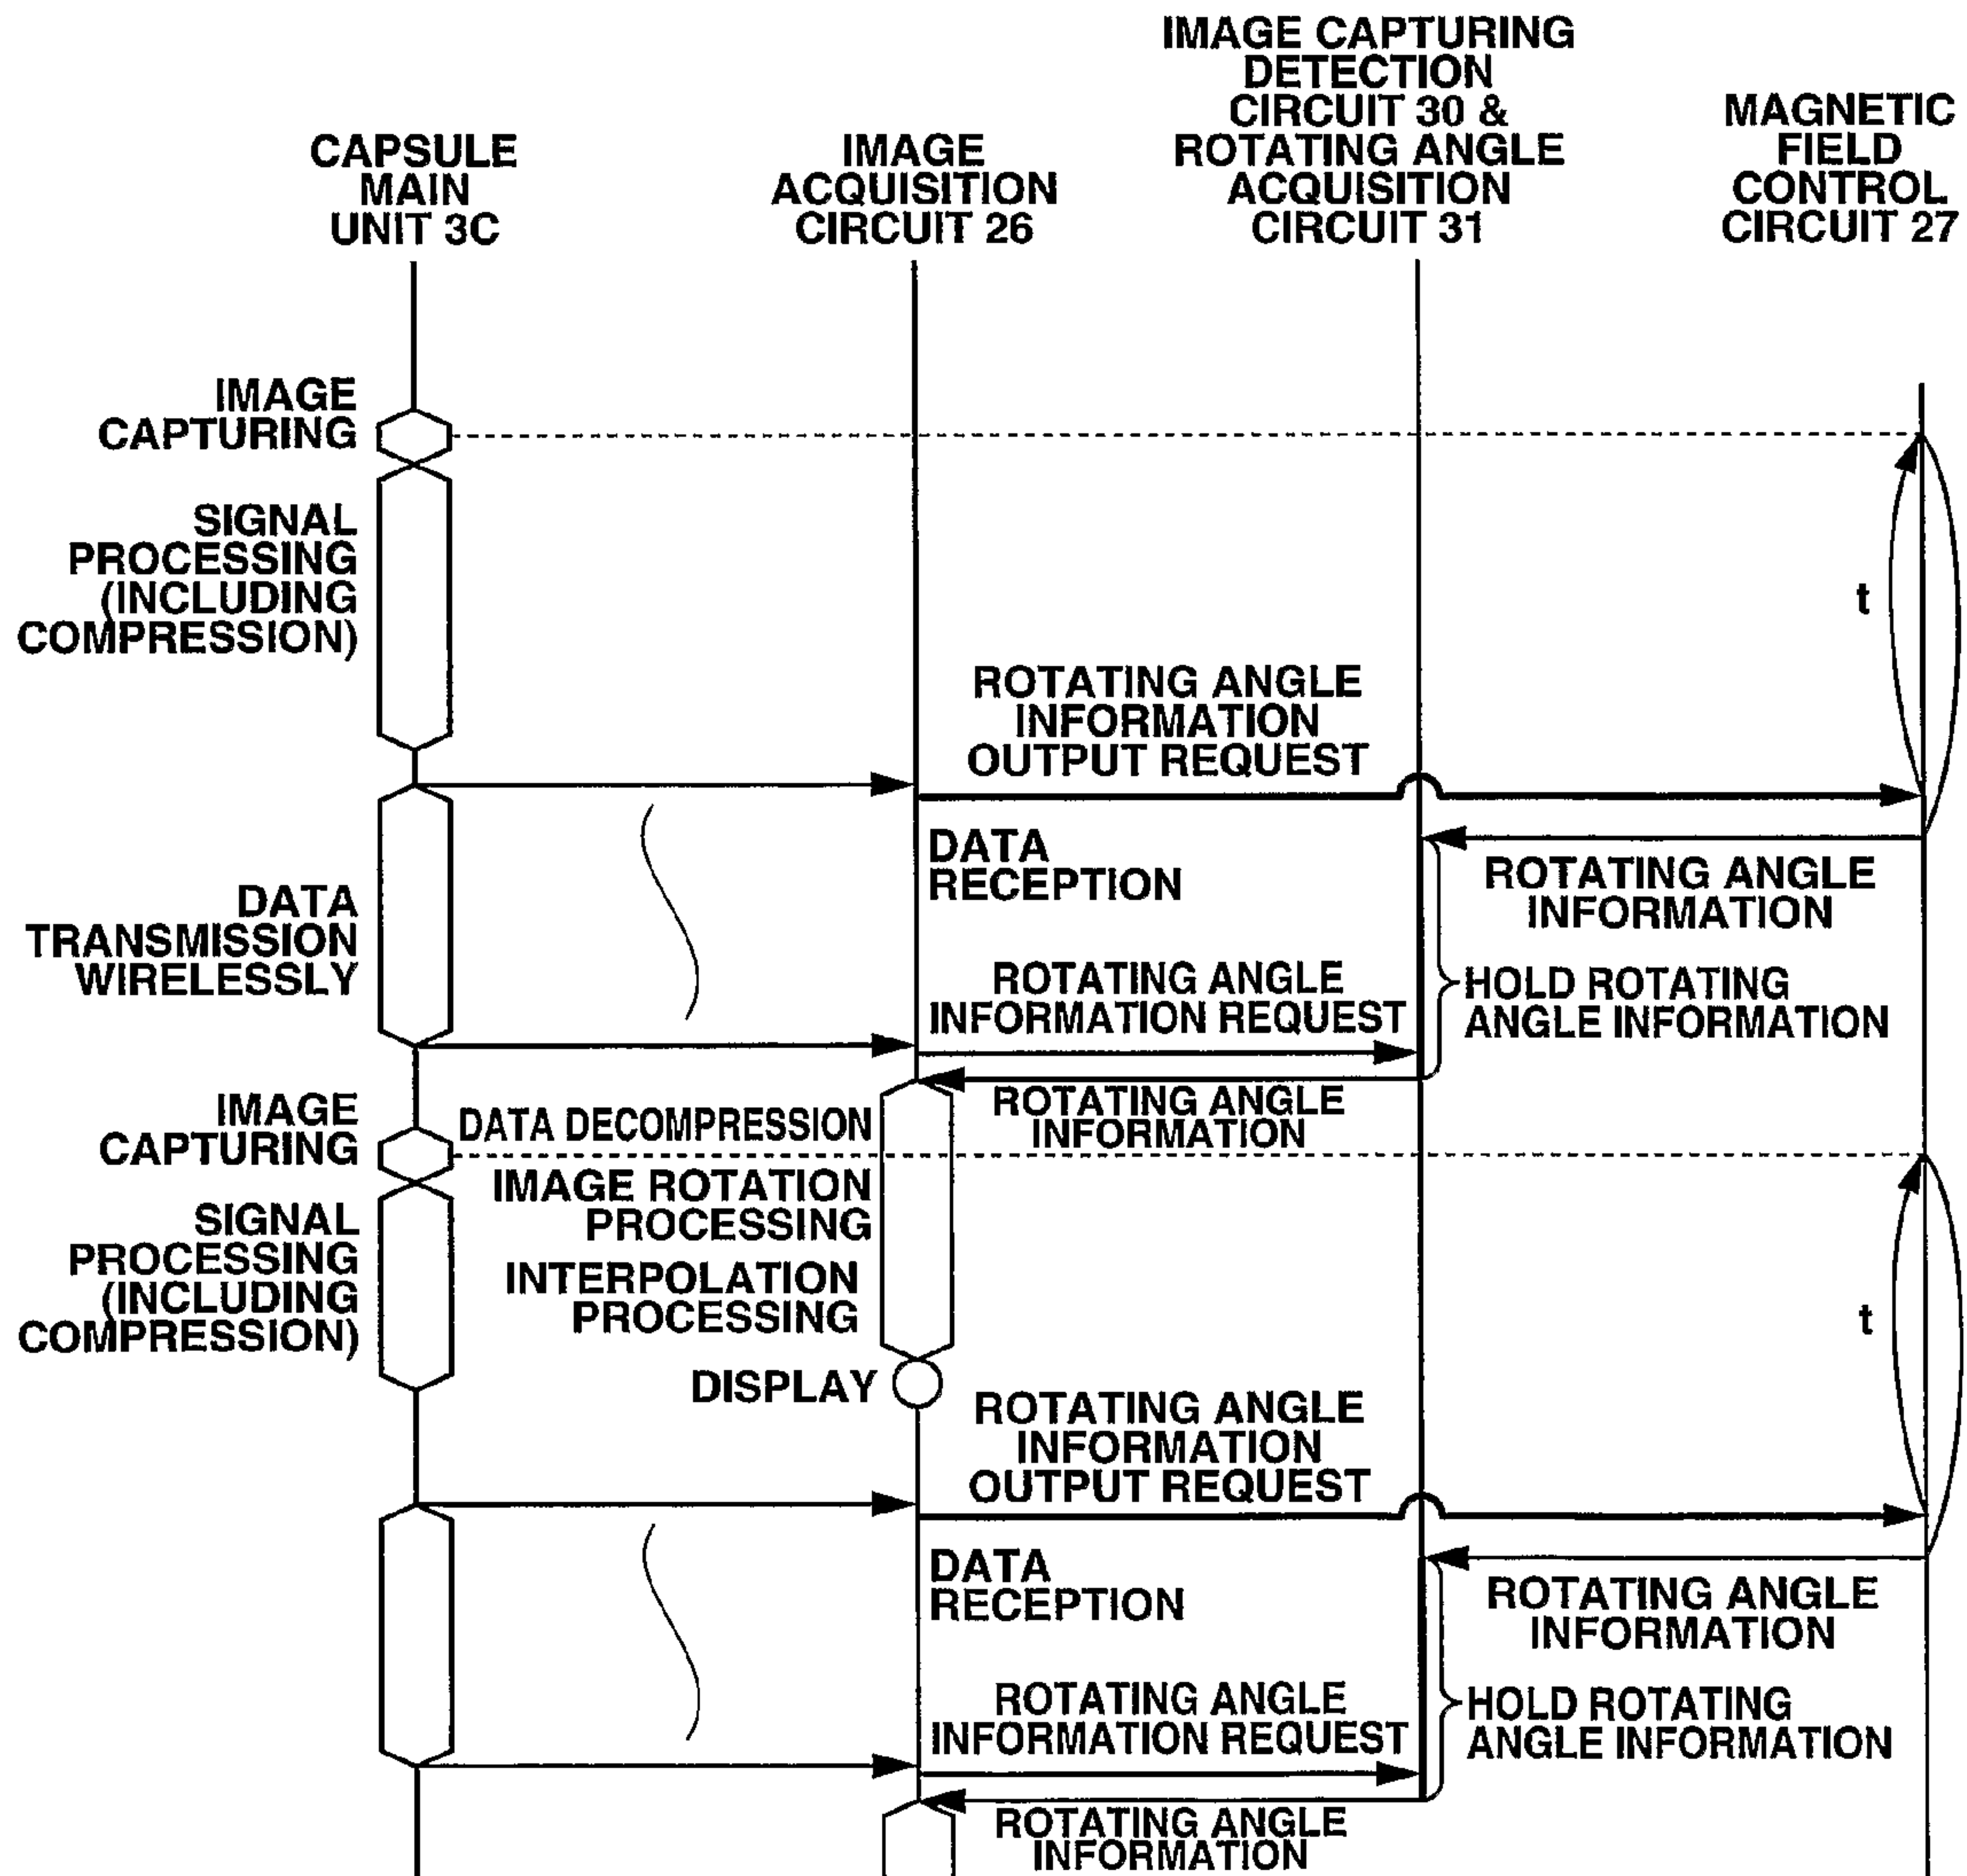 IMAGE CAPTURING
DETECTION
CIRCUIT 30 &
ROTATING ANGLE
ACQUISITION
CIRCUIT 31
MAGNETIC
FIELD
CONTROL
CIRCUIT 27
CAPSULE
MAIN
UNIT 3C
IMAGE
ACQUISITION
CIRCUIT 26
IMAGE
CAPTURING
SIGNAL
PROCESSING
(INCLUDING
COMPRESSION)
t
ROTATING ANGLE
INFORMATION
OUTPUT REQUEST
DATA
RECEPTION
ROTATING ANGLE
INFORMATION
DATA
TRANSMISSION
WIRELESSLY
ROTATING ANGLE
INFORMATION REQUEST
HOLD ROTATING
ANGLE INFORMATION
ROTATING ANGLE
INFORMATION
IMAGE
CAPTURING
DATA DECOMPRESSION
IMAGE ROTATION
PROCESSING
SIGNAL
PROCESSING
(INCLUDING
COMPRESSION)
INTERPOLATION
PROCESSING
t
DISPLAY
ROTATING ANGLE
INFORMATION
OUTPUT REQUEST
DATA
RECEPTION
ROTATING ANGLE
INFORMATION
ROTATING ANGLE
INFORMATION REQUEST
HOLD ROTATING
ANGLE INFORMATION
ROTATING ANGLE
INFORMATION